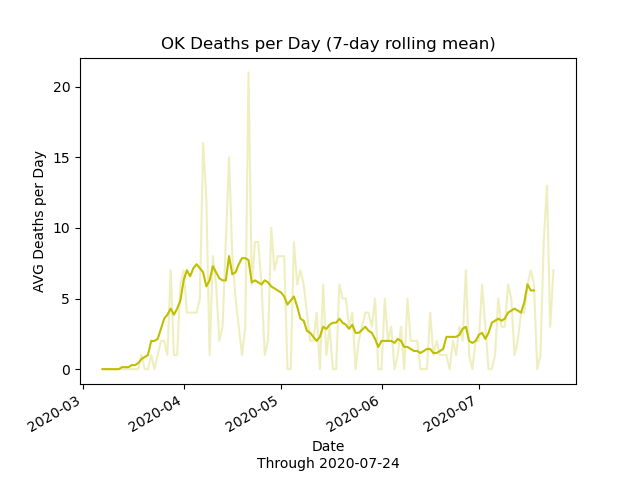 OK Deaths per Day (7-day rolling mean)
AVG Deaths per Day
20
15
10
5
0
2020-03
2020-04
2020-05
2020-06
2020-07
Date
Through 2020-07-24